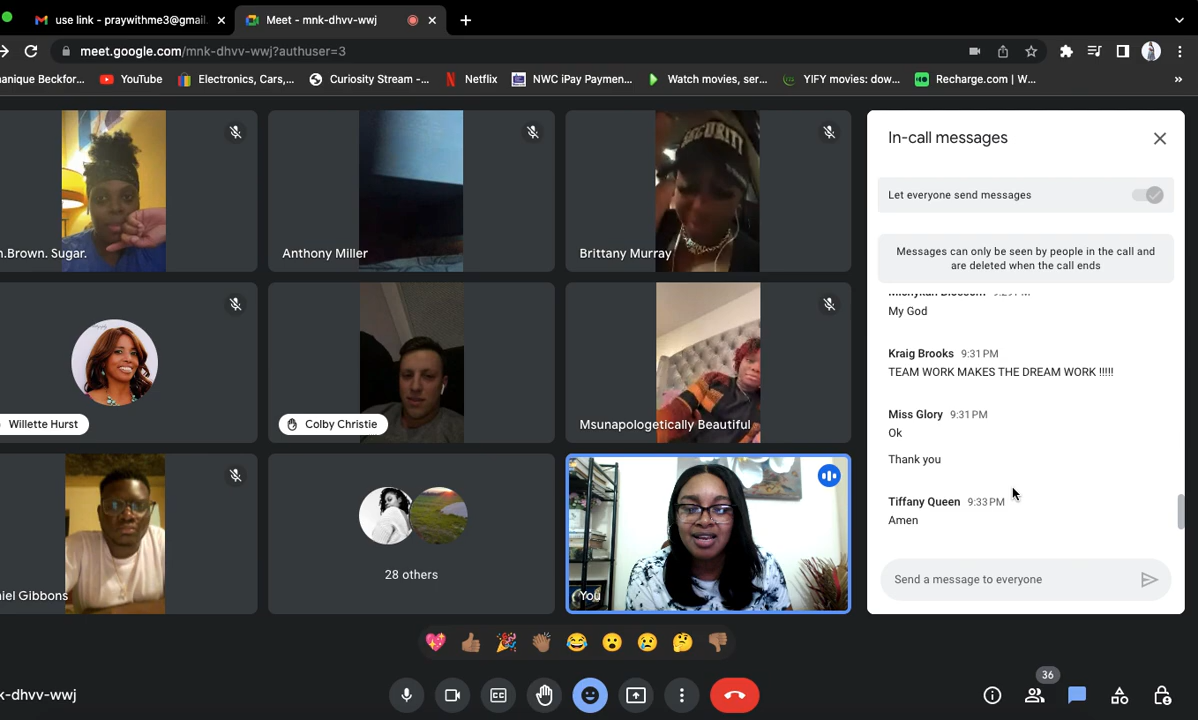 use link - praywithme3@gmail.
Meet - mnk-dhvv-wwj
meet.google.com/mnk-dhvv-wwj?authuser=3
anique Beckfor...
YouTube
Electronics, Cars,...
Curiosity Stream -...
Netflix
NWC iPay Paymen...
Watch movies, ser...
YIFY movies: dow...
Recharge.com | W...
SECURITY
n.Brown. Sugar.
Anthony Miller
Brittany Murray
Willette Hurst
Colby Christie
Msunapologetically Beautiful
iel Gibbons
28 others
You
In-call messages
Let everyone send messages
Messages can only be seen by people in the call and
are deleted when the call ends
My God
Kraig Brooks 9:31 PM
TEAM WORK MAKES THE DREAM WORK !!!!!
Miss Glory 9:31 PM
Ok
Thank you
Tiffany Queen 9:33 PM
Amen
Send a message to everyone
k-dhvv-wwj
CC
36